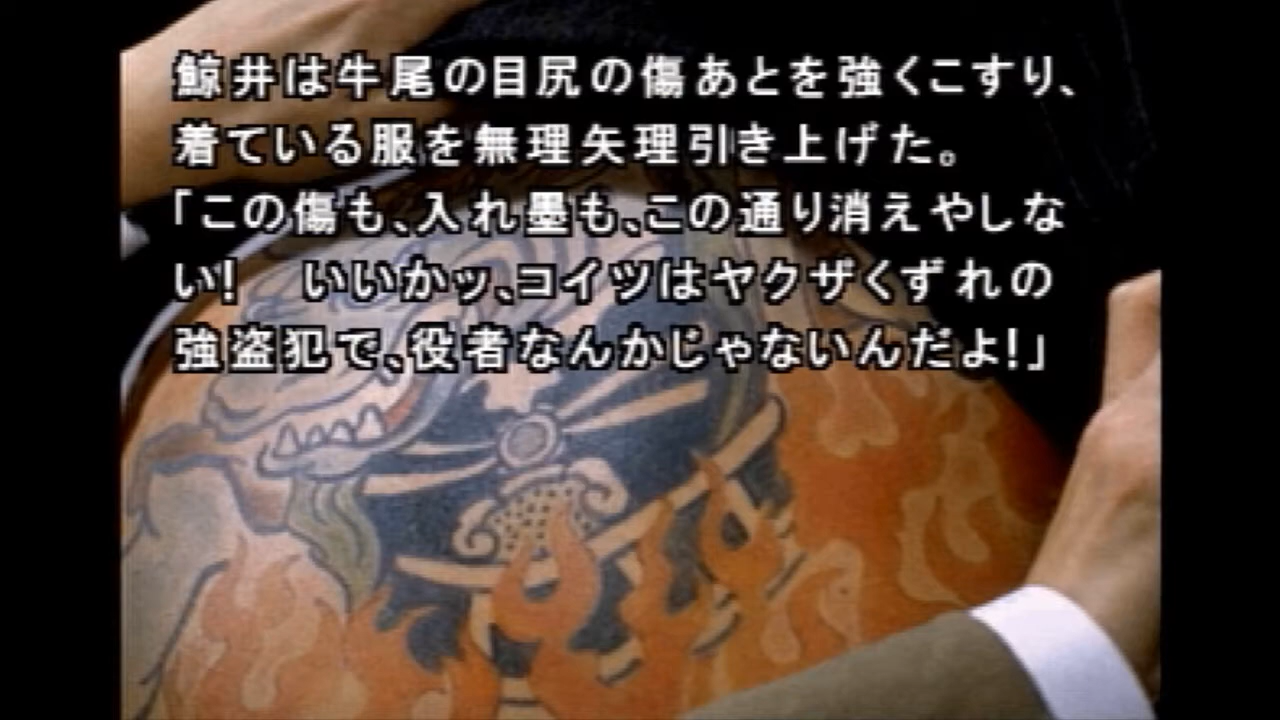 鯨井は牛尾の目尻の傷あとを強くこすり、
着ている服を無理矢理引き上げた。
「この傷も、入れ墨も、この通り消えやしな
い!　いいかッ、コイツはヤクザくずれの
強盗犯で、役者なんかじゃないんだよ!」